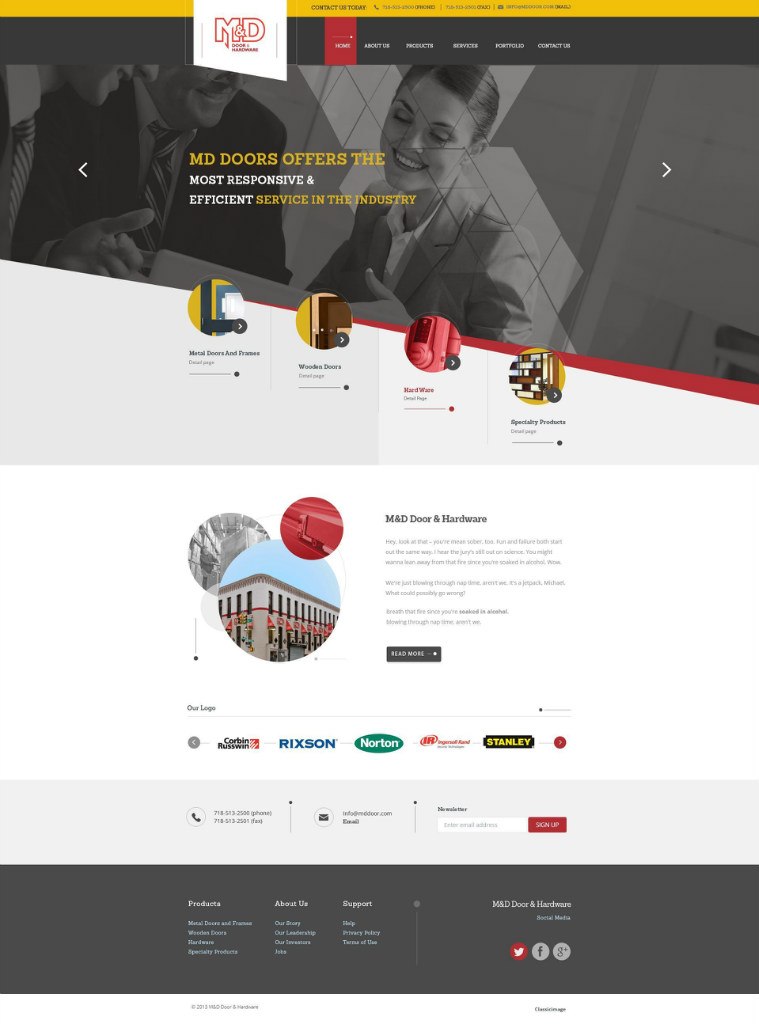 CONTACT US TODAY:
718-513-2500 (PHONE)
718-513-2501 (FAX)
INFO@MDDOOR.COM (MAIL)
M&D
DOOR &
HARDWARE
HOME
ABOUT US
PRODUCTS
SERVICES
PORTFOLIO
CONTACT US
MD DOORS OFFERS THE
MOST RESPONSIVE &
EFFICIENT SERVICE IN THE INDUSTRY
Metal Doors And Frames
Detail page
Wooden Doors
Detail page
HardWare
Detail Page
Specialty Products
Detail page
M&D Door & Hardware
Hey, look at that – you're mean sober, too. Fun and failure both start
out the same way. I hear the jury's still out on science. You might
wanna lean away from that fire since you're soaked in alcohol. Wow.
We're just blowing through nap time, aren't we. It's a jetpack, Michael.
What could possibly go wrong?
Breath that fire since you're soaked in alcohol.
blowing through nap time, aren't we.
READ MORE
Our Logo
Corbin
Russwin
RIXSON®
Norton®
IR Ingersoll Rand
Security Technologies
STANLEY
718-513-2500 (phone)
718-513-2501 (fax)
info@mddoor.com
Email
Newsletter
Enter email address
SIGN UP
Products
Metal Doors and Frames
Wooden Doors
Hardware
Specialty Products
About Us
Our Story
Our Leadership
Our Investors
Jobs
Support
Help
Privacy Policy
Terms of Use
M&D Door & Hardware
Social Media
© 2013 M&D Door & Hardware
Classicimage